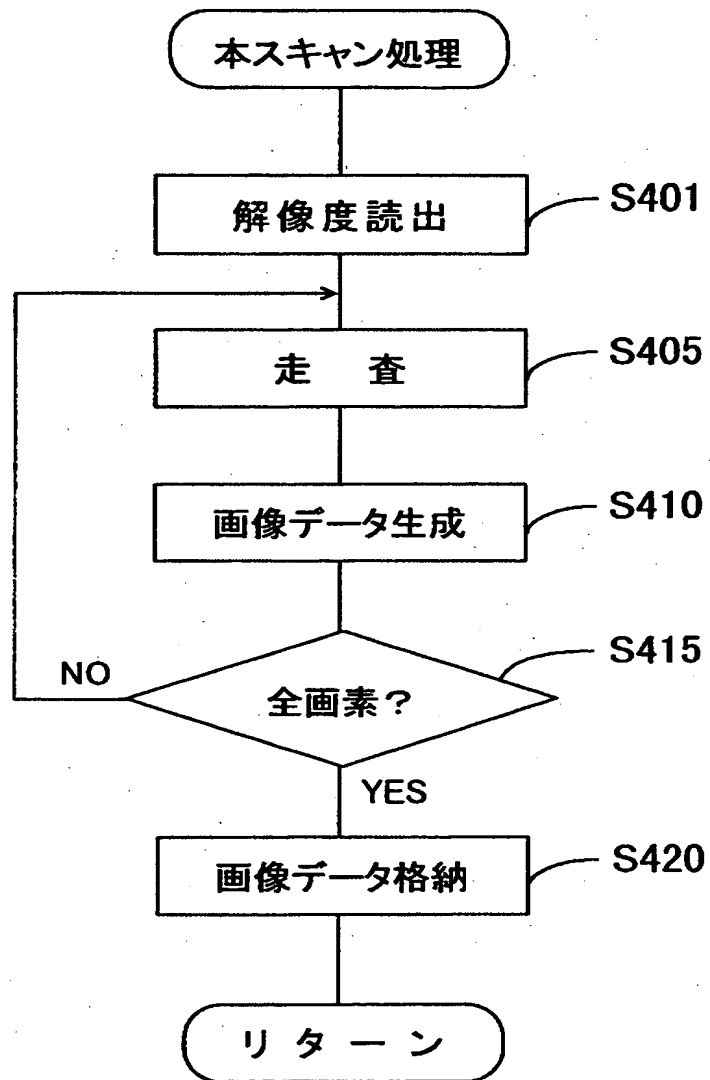 本スキャン処理
解像度読出
S401
走査
S405
画像データ生成
S410
全画素?
S415
NO
YES
画像データ格納
S420
リターン